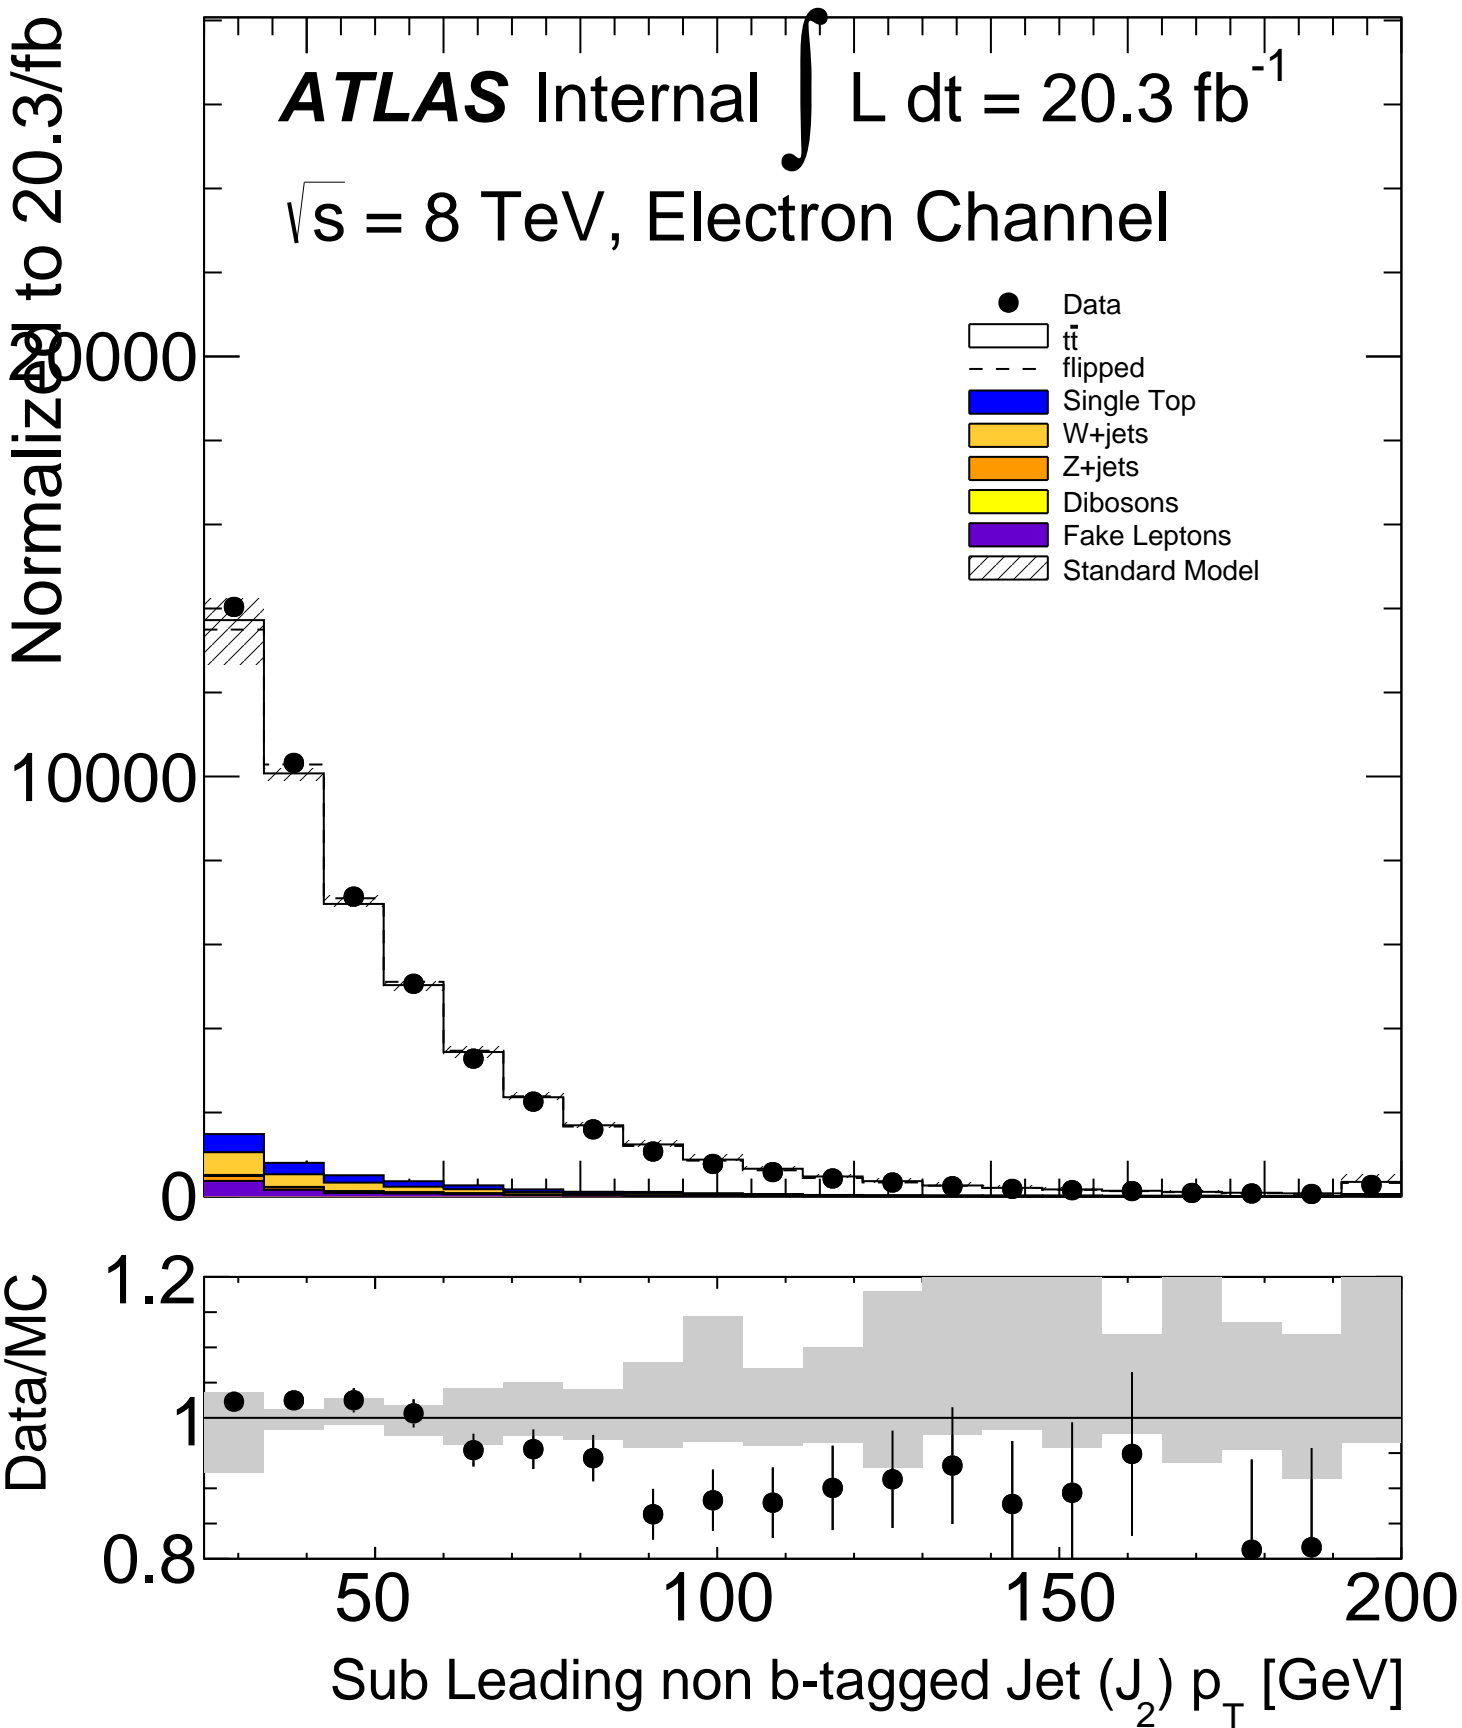 Normalized to 20.3/fb
ATLAS Internal ∫ L dt = 20.3 fb⁻¹
√s = 8 TeV, Electron Channel
Data
tt̄
flipped
Single Top
W+jets
Z+jets
Dibosons
Fake Leptons
Standard Model
20000
10000
0
Data/MC
1.2
1
0.8
50 100 150 200
Sub Leading non b-tagged Jet (J₂) p_T [GeV]